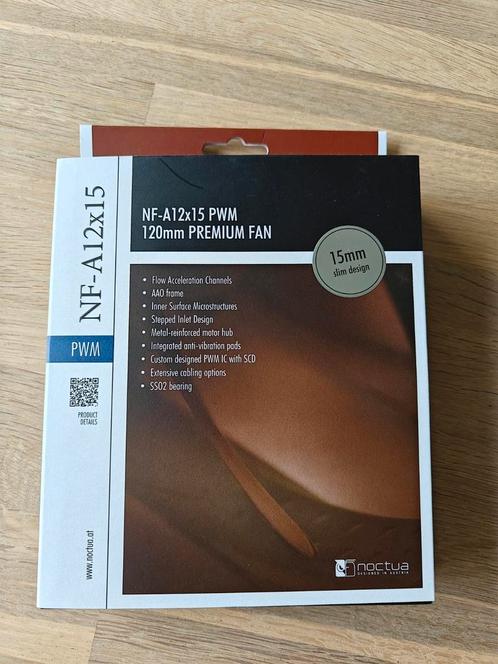 NF-A12x15
PWM
PRODUCT
DETAILS
www.noctua.at
NF-A12x15 PWM
120mm PREMIUM FAN
15mm
slim design
• Flow Acceleration Channels
• AAO frame
• Inner Surface Microstructures
• Stepped Inlet Design
• Metal-reinforced motor hub
• Integrated anti-vibration pads
• Custom designed PWM IC with SCD
• Extensive cabling options
• SSO2 bearing
noctua
DESIGNED IN AUSTRIA